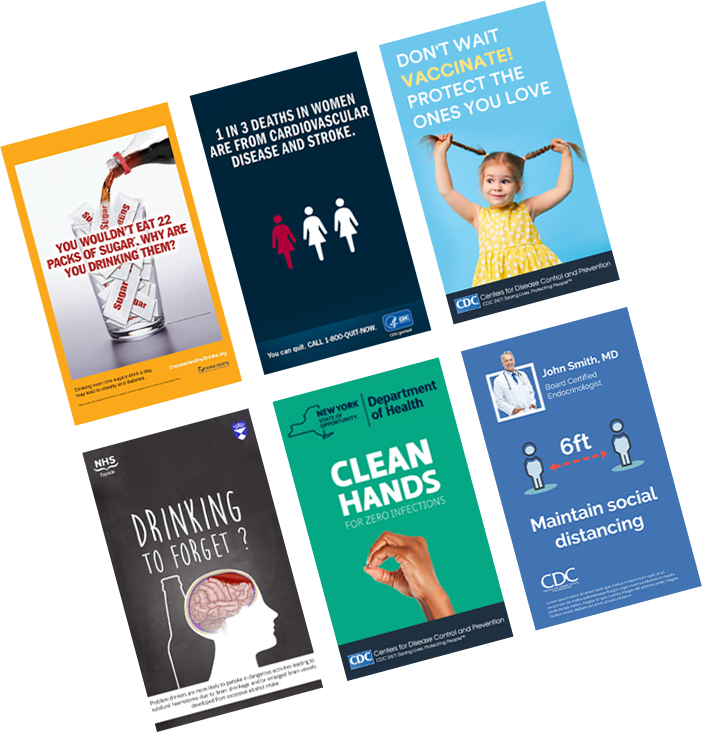 YOU WOULDN'T EAT 22
PACKS OF SUGAR. WHY ARE
YOU DRINKING THEM?
Sugar
Sugar
ChooseHealthyDrinks.org
Drinking even one sugary drink a day
may lead to obesity and diabetes.
1 IN 3 DEATHS IN WOMEN
ARE FROM CARDIOVASCULAR
DISEASE AND STROKE.
You can quit. CALL 1-800-QUIT-NOW.
CDC
DON'T WAIT
VACCINATE!
PROTECT THE
ONES YOU LOVE
CDC Centers for Disease Control and Prevention
CDC 24/7: Saving Lives, Protecting People™
NHS
Tayside
DRINKING
TO FORGET ?
Problem drinkers are more likely to partake in dangerous activities leading to
subdural haematoma due to brain shrinkage and/or enlarged brain vessels
developed from excessive alcohol intake.
NEW YORK
STATE OF
OPPORTUNITY.
Department
of Health
CLEAN
HANDS
FOR ZERO INFECTIONS
CDC Centers for Disease Control and Prevention
CDC 24/7: Saving Lives, Protecting People™
John Smith, MD
Board Certified
Endocrinologist
6ft
Maintain social
distancing
CDC